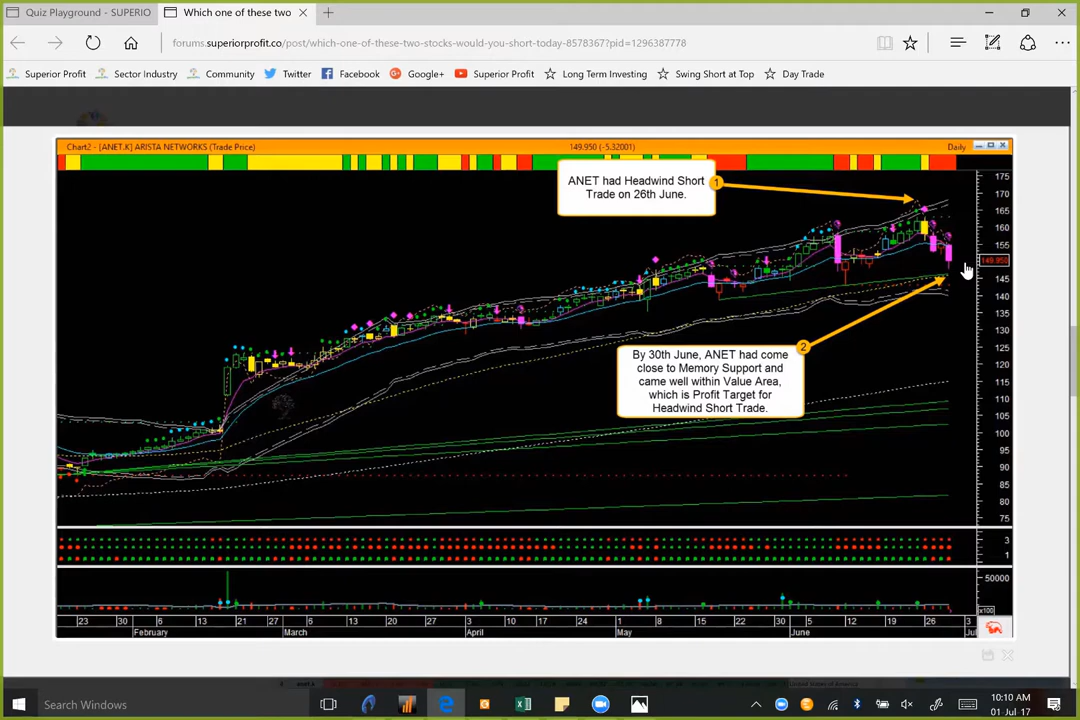 Quiz Playground - SUPERIO
Which one of these two
forums.superiorprofit.co/post/which-one-of-these-two-stocks-would-you-short-today-8578367?pid=1296387778
Superior Profit Sector Industry Community Twitter Facebook Google+ Superior Profit Long Term Investing Swing Short at Top Day Trade
Chart2 - [ANET.K] ARISTA NETWORKS (Trade Price) 149.950 (-5.32001) Daily
ANET had Headwind Short
Trade on 26th June.
1
175
170
165
160
155
149.950
145
140
135
130
125
120
115
110
105
100
95
90
85
80
75
2
By 30th June, ANET had come
close to Memory Support and
came well within Value Area,
which is Profit Target for
Headwind Short Trade.
3
1
50000
x100
23 30 6 13 21 27 6 13 20 27 3 10 17 24 1 8 15 22 30 5 12 19 26 3
February March April May June Jul
Search Windows
10:10 AM
01-Jul-17